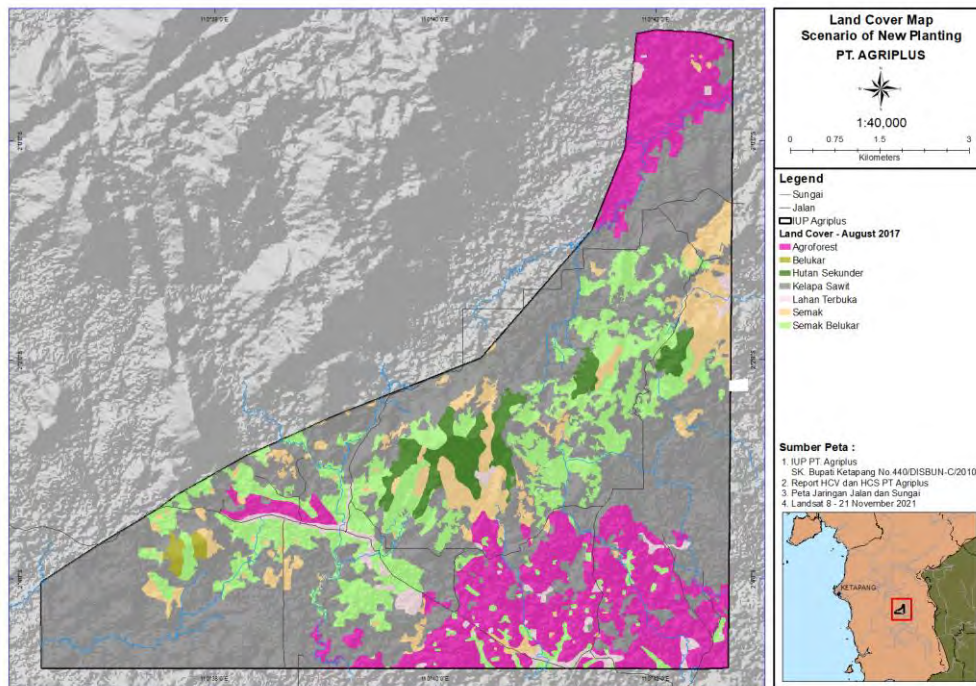 Land Cover Map
Scenario of New Planting
PT. AGRIPLUS
1:40,000
0 0.75 1.5 3
Kilometers
Legend
Sungai
Jalan
IUP Agriplus
Land Cover - August 2017
Agroforest
Belukar
Hutan Sekunder
Kelapa Sawit
Lahan Terbuka
Semak
Semak Belukar
Sumber Peta :
1. IUP PT. Agriplus
SK. Bupati Ketapang No.440/DISBUN-C/2010
2. Report HCV dan HCS PT Agriplus
3. Peta Jaringan Jalan dan Sungai
4. Landsat 8 - 21 November 2021
KETAPANG